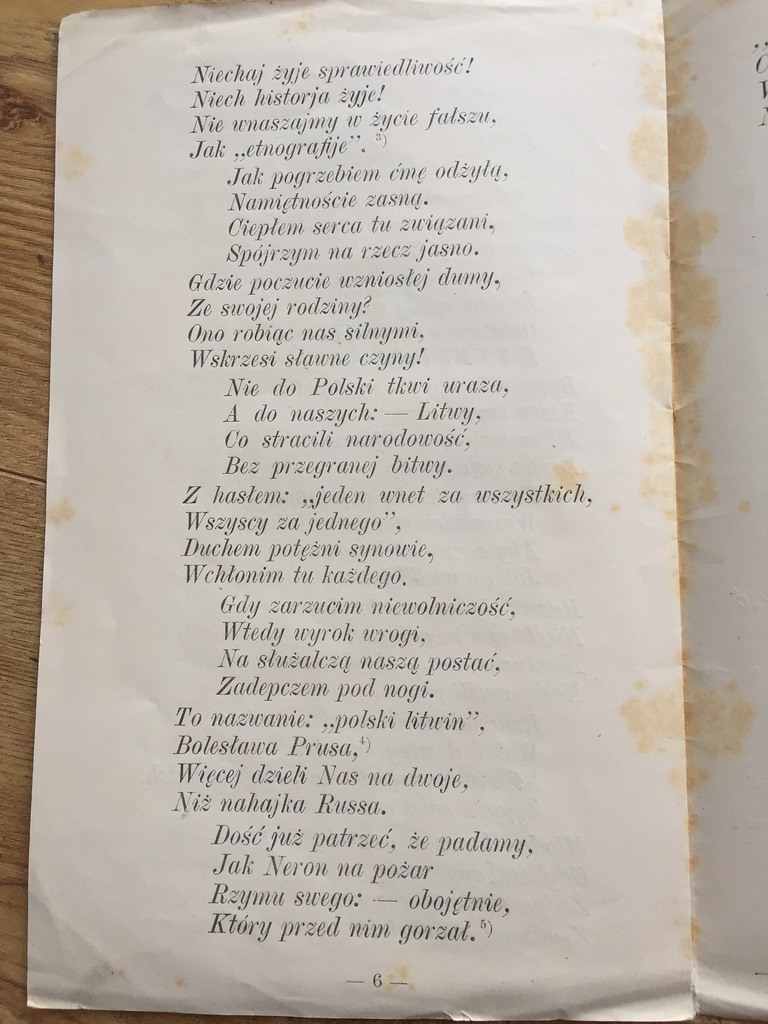 Niechaj żyje sprawiedliwość!
Niech historja żyje!
Nie wnaszajmy w życie fałszu,
Jak „etnografije”. ³)
Jak pogrzebiem ćmę odżyłą,
Namiętnoście zasną.
Ciepłem serca tu związani,
Spójrzym na rzecz jasno.
Gdzie poczucie wzniosłej dumy,
Ze swojej rodziny?
Ono robiąc nas silnymi,
Wskrzesi sławne czyny!
Nie do Polski tkwi uraza,
A do naszych: — Litwy,
Co stracili narodowość,
Bez przegranej bitwy.
Z hasłem: „jeden wnet za wszystkich,
Wszyscy za jednego”,
Duchem potężni synowie,
Wchłonim tu każdego.
Gdy zarzucim niewolniczość,
Wtedy wyrok wrogi,
Na służalczą naszą postać,
Zadepczem pod nogi.
To nazwanie: „polski litwin”,
Bolesława Prusa,⁴)
Więcej dzieli Nas na dwoje,
Niż nahajka Russa.
Dość już patrzeć, że padamy,
Jak Neron na pożar
Rzymu swego: — obojętnie,
Który przed nim gorzał.⁵)
— 6 —